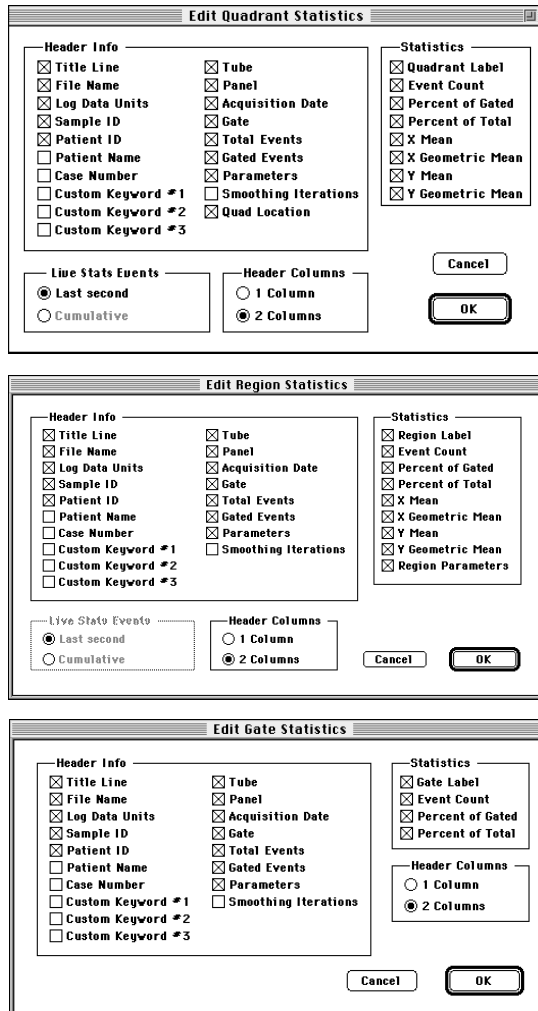 Edit Quadrant Statistics
Header Info
Title Line
File Name
Log Data Units
Sample ID
Patient ID
Patient Name
Case Number
Custom Keyword #1
Custom Keyword #2
Custom Keyword #3
Tube
Panel
Acquisition Date
Gate
Total Events
Gated Events
Parameters
Smoothing Iterations
Quad Location
Statistics
Quadrant Label
Event Count
Percent of Gated
Percent of Total
X Mean
X Geometric Mean
Y Mean
Y Geometric Mean
Live Stats Events
Last second
Cumulative
Header Columns
1 Column
2 Columns
Cancel
OK
Edit Region Statistics
Header Info
Title Line
File Name
Log Data Units
Sample ID
Patient ID
Patient Name
Case Number
Custom Keyword #1
Custom Keyword #2
Custom Keyword #3
Tube
Panel
Acquisition Date
Gate
Total Events
Gated Events
Parameters
Smoothing Iterations
Statistics
Region Label
Event Count
Percent of Gated
Percent of Total
X Mean
X Geometric Mean
Y Mean
Y Geometric Mean
Region Parameters
Live Stats Events
Last second
Cumulative
Header Columns
1 Column
2 Columns
Cancel
OK
Edit Gate Statistics
Header Info
Title Line
File Name
Log Data Units
Sample ID
Patient ID
Patient Name
Case Number
Custom Keyword #1
Custom Keyword #2
Custom Keyword #3
Tube
Panel
Acquisition Date
Gate
Total Events
Gated Events
Parameters
Smoothing Iterations
Statistics
Gate Label
Event Count
Percent of Gated
Percent of Total
Header Columns
1 Column
2 Columns
Cancel
OK